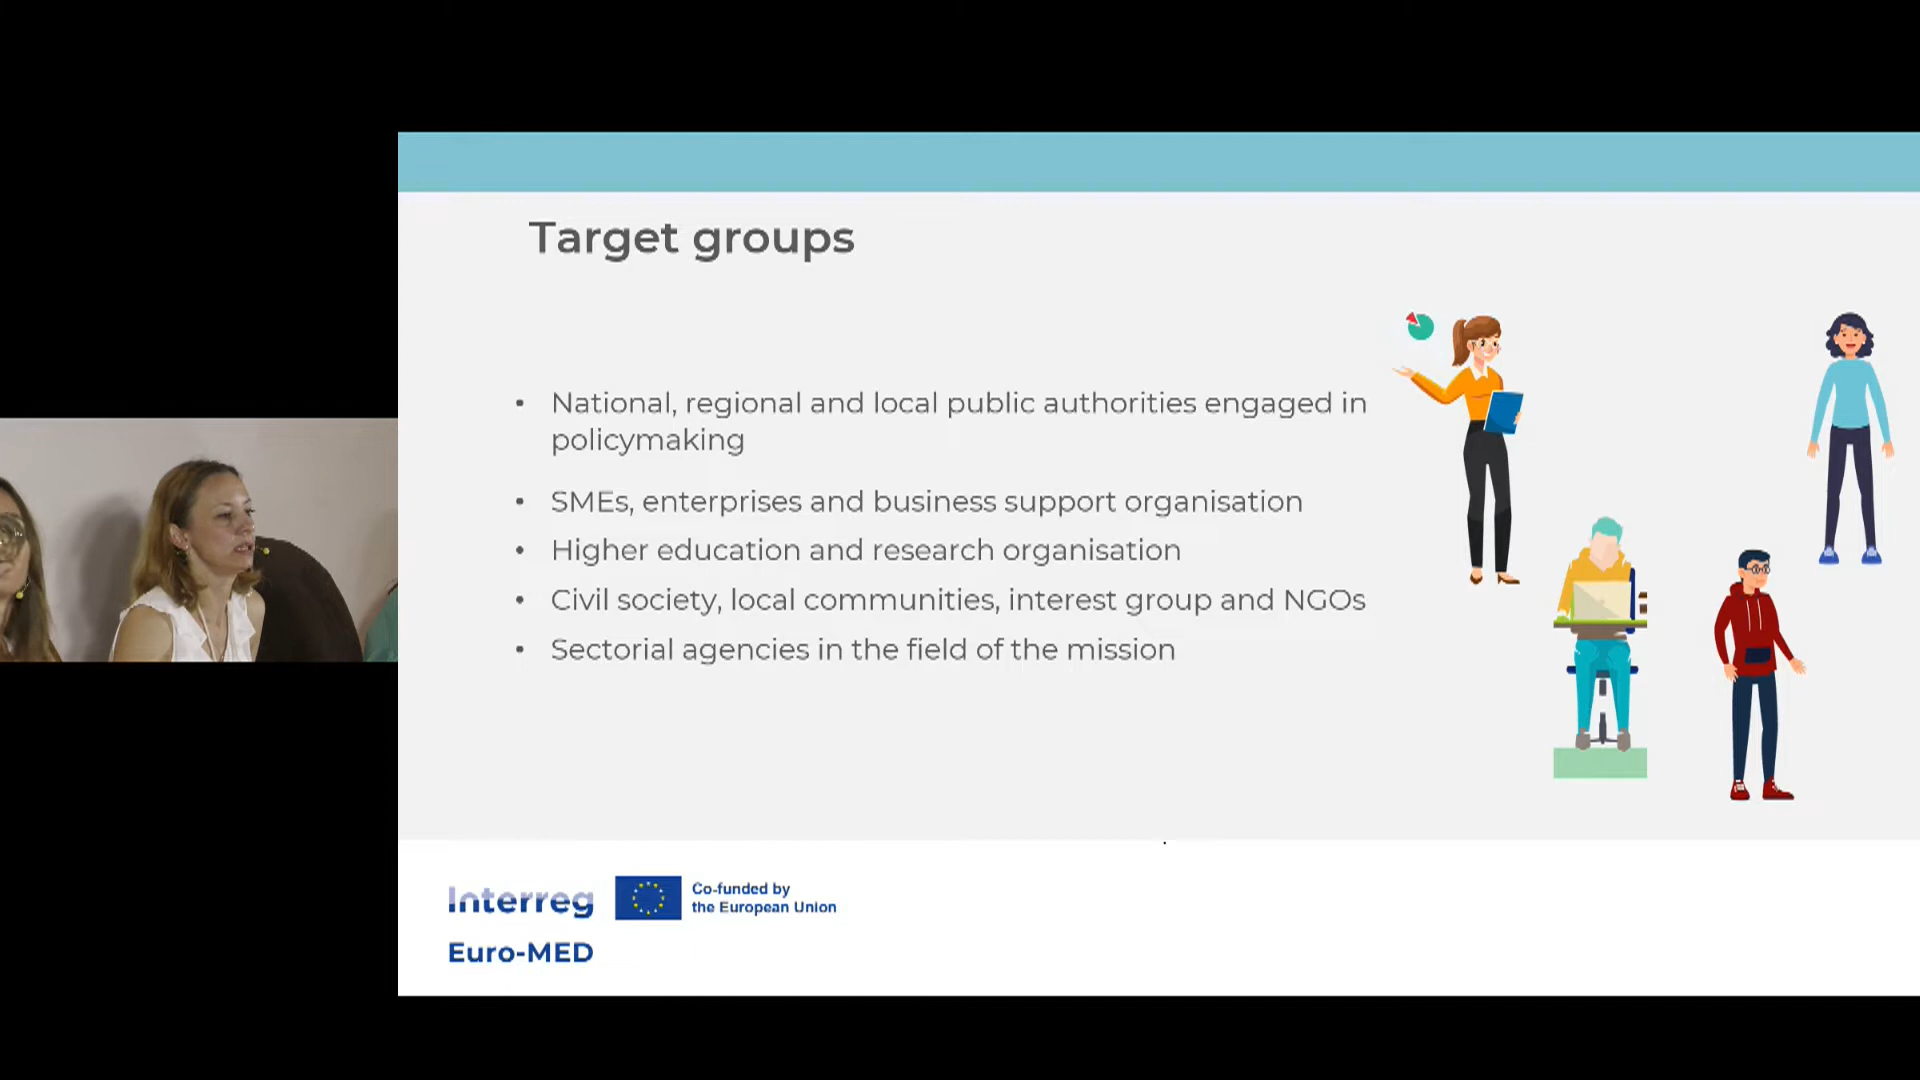 Target groups
• National, regional and local public authorities engaged in
policymaking
• SMEs, enterprises and business support organisation
• Higher education and research organisation
• Civil society, local communities, interest group and NGOs
• Sectorial agencies in the field of the mission
Interreg
Co-funded by
the European Union
Euro-MED